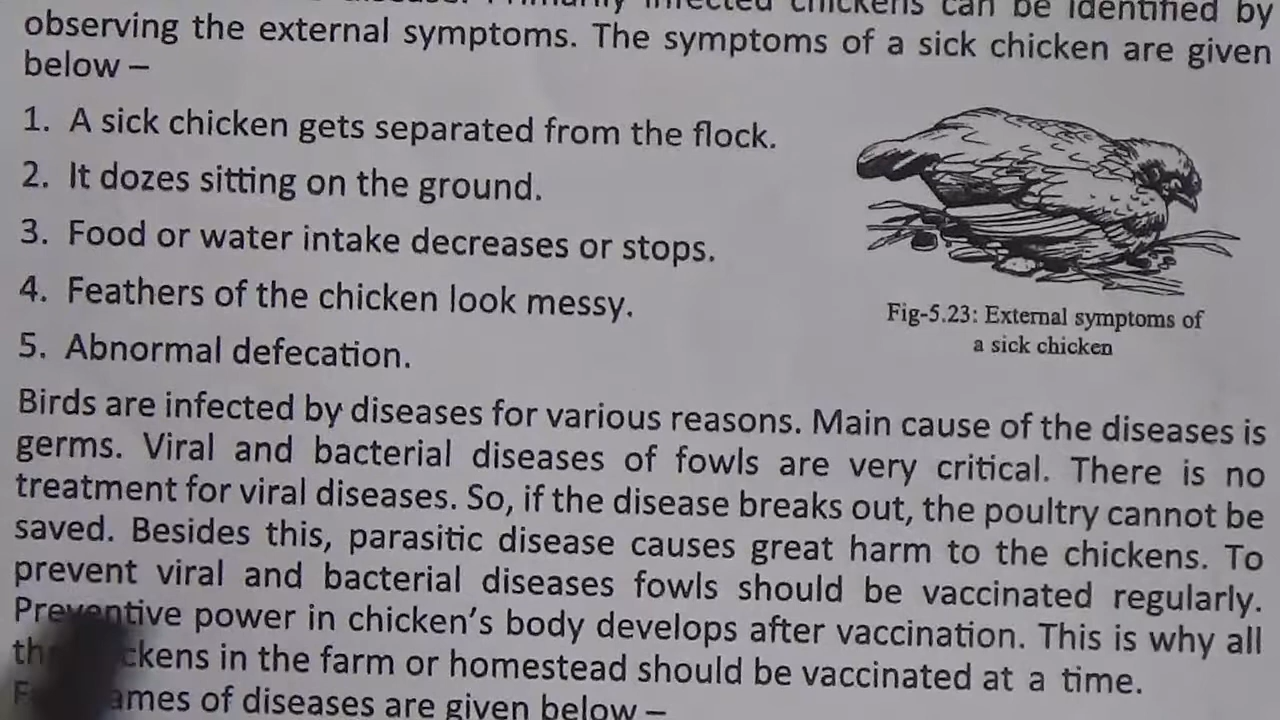 chickens can be identified by
observing the external symptoms. The symptoms of a sick chicken are given
below –
1. A sick chicken gets separated from the flock.
2. It dozes sitting on the ground.
3. Food or water intake decreases or stops.
4. Feathers of the chicken look messy.
5. Abnormal defecation.
Fig-5.23: External symptoms of
a sick chicken
Birds are infected by diseases for various reasons. Main cause of the diseases is
germs. Viral and bacterial diseases of fowls are very critical. There is no
treatment for viral diseases. So, if the disease breaks out, the poultry cannot be
saved. Besides this, parasitic disease causes great harm to the chickens. To
prevent viral and bacterial diseases fowls should be vaccinated regularly.
Preventive power in chicken's body develops after vaccination. This is why all
in the farm or homestead should be vaccinated at a time.
of diseases are given below –